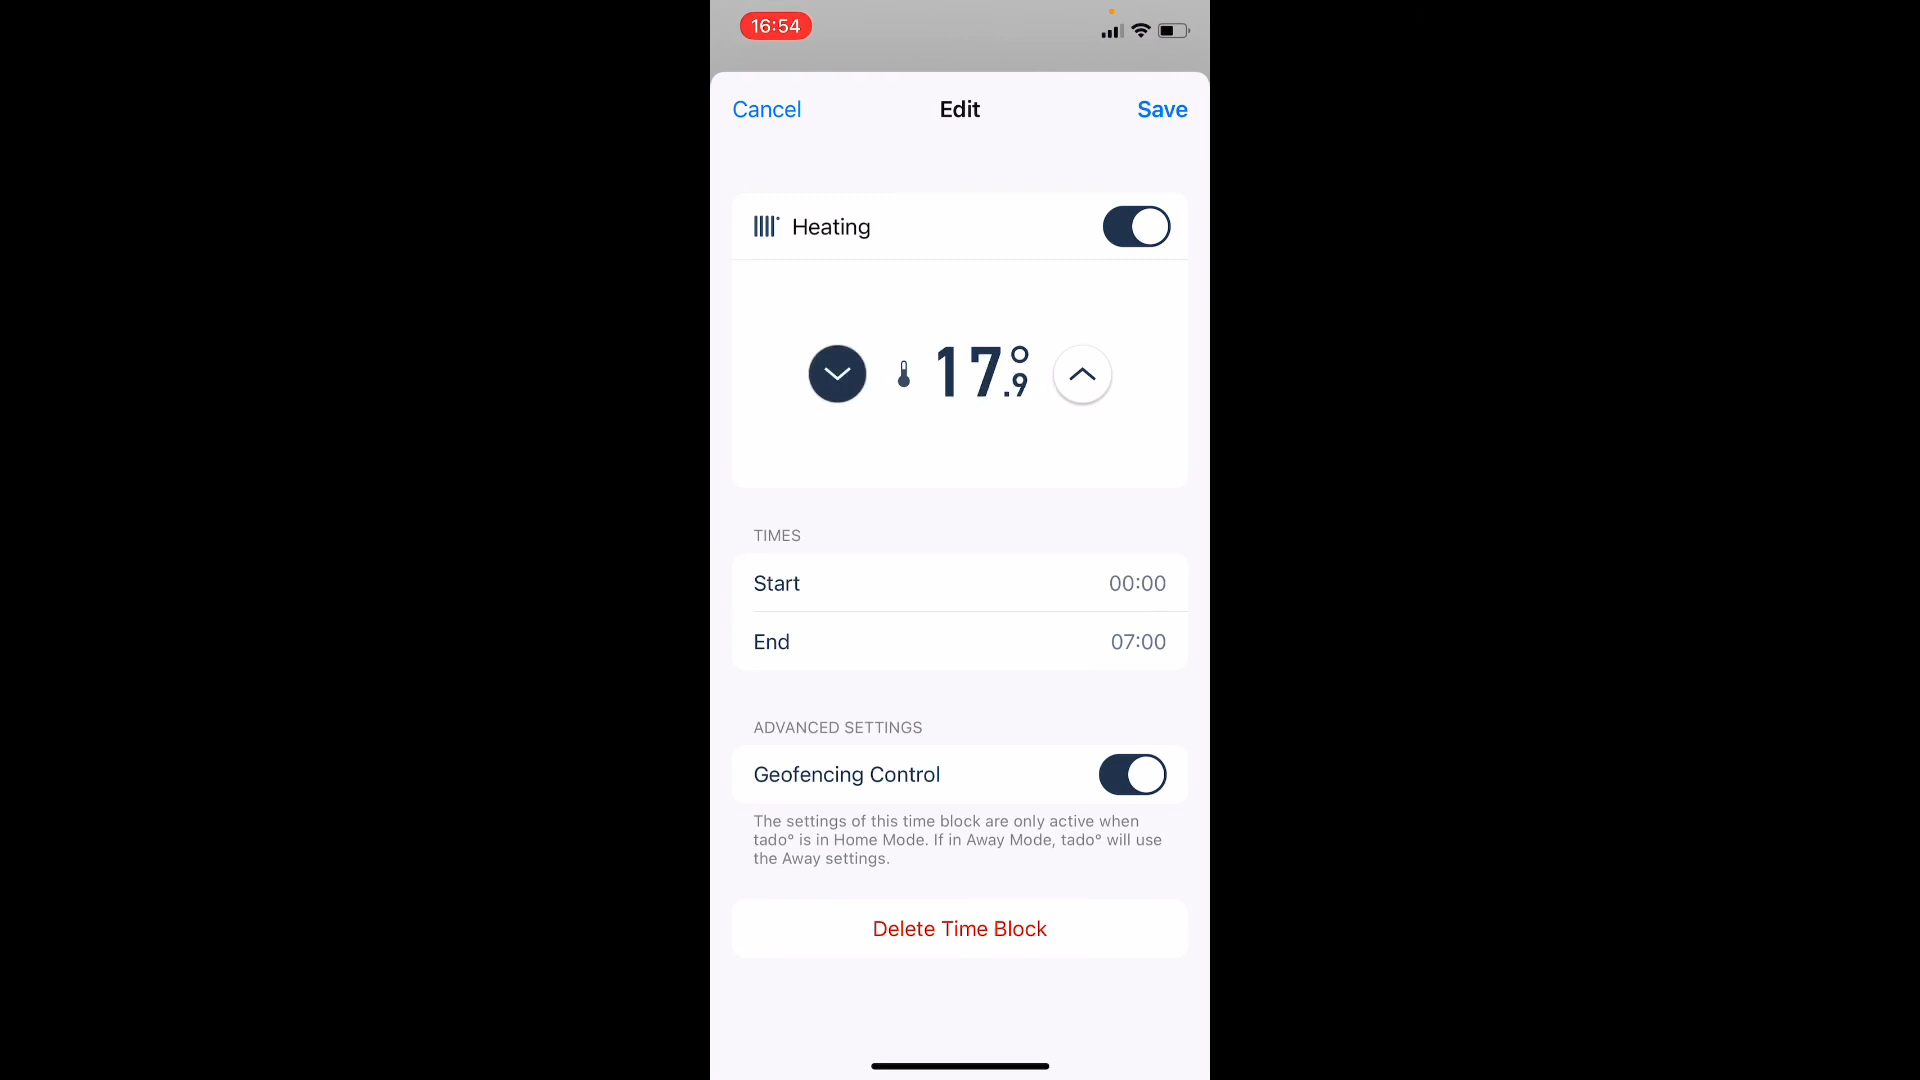 16:54
Cancel
Edit
Save
Heating
17.9°
TIMES
Start
00:00
End
07:00
ADVANCED SETTINGS
Geofencing Control
The settings of this time block are only active when
tado° is in Home Mode. If in Away Mode, tado° will use
the Away settings.
Delete Time Block